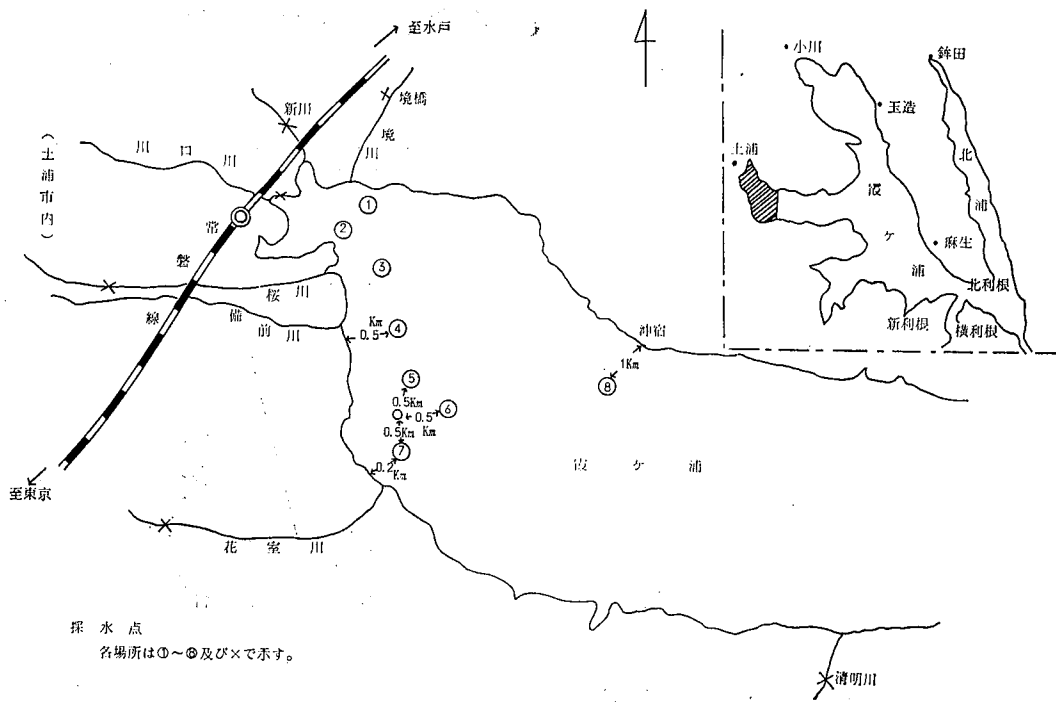 至水戸
新川
境橋
境川
川口川
(土浦市内)
常磐線
桜川
備前川
①
②
③
Km
0.5
④
⑤
0.5Km
0.5
Km
⑥
0.5Km
⑦
0.2
Km
沖宿
1Km
⑧
霞ヶ浦
至東京
花室川
清明川
採水点
各場所は①～⑧及び×で示す。
小川
鉾田
玉造
土浦
北浦
霞ヶ浦
麻生
北利根
新利根
横利根